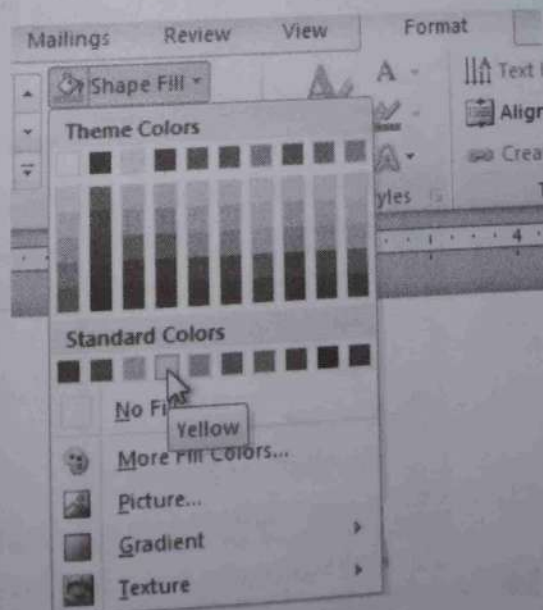 Mailings Review View Format
Shape Fill A Text
Theme Colors Align
Crea
yles
1 4
Standard Colors
No Fi
Yellow
More Fill Colors...
Picture...
Gradient
Texture